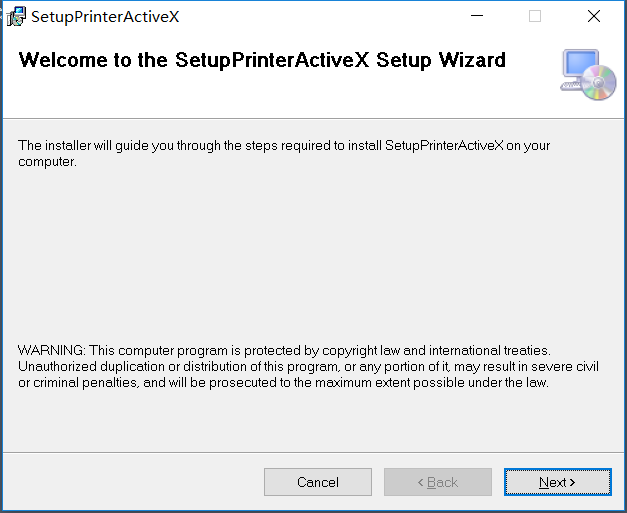 SetupPrinterActiveX
Welcome to the SetupPrinterActiveX Setup Wizard
The installer will guide you through the steps required to install SetupPrinterActiveX on your
computer.
WARNING: This computer program is protected by copyright law and international treaties.
Unauthorized duplication or distribution of this program, or any portion of it, may result in severe civil
or criminal penalties, and will be prosecuted to the maximum extent possible under the law.
Cancel
< Back
Next >